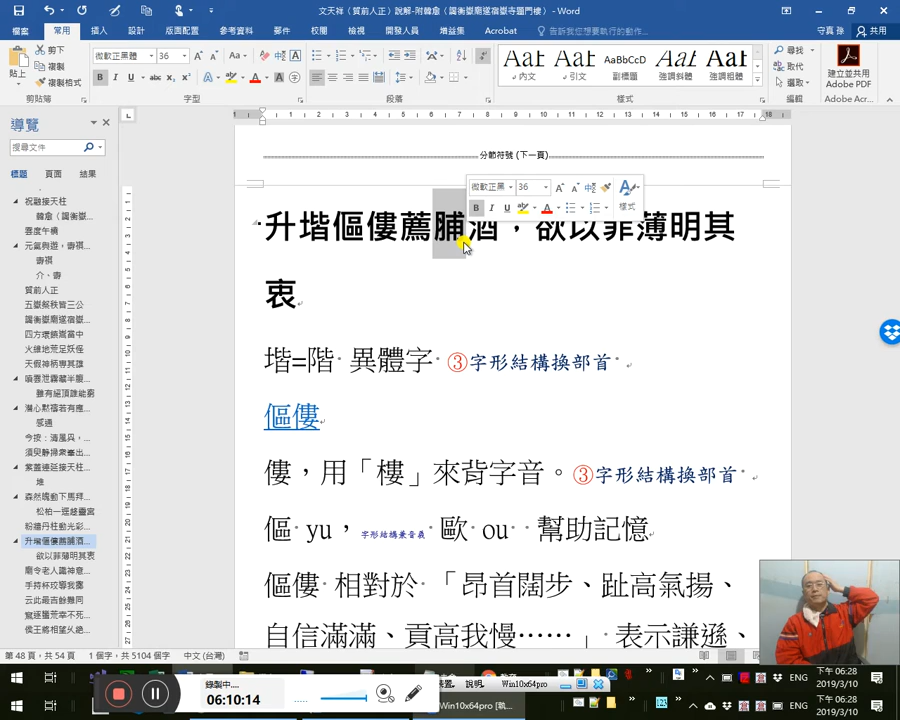 文天祥〔質前人正〕說解-附韓愈〔謁衡嶽廟遂宿嶽寺題門樓〕 - Word
檔案 常用 插入 設計 版面配置 參考資料 郵件 校閱 檢視 開發人員 增益集 Acrobat 告訴我您想要執行的動作... 守真 孫 共用
貼上 剪下 複製 複製格式
微軟正黑體 36
AaBbCcD
內文 引文 副標題 強調斜體 強調粗體
尋找 取代 選取
建立並共用 Adobe PDF
剪貼簿 字型 段落 樣式 編輯 Adobe Acr...
導覽
搜尋文件
標題 頁面 結果
祝融接天柱
韓愈〔謁衡嶽...
雲度午橋
元氣與遊，壽祺...
壽祺
介、壽
質前人正
五嶽祭秩皆三公
謁衡嶽廟遂宿嶽...
四方環鎮嵩當中
火維地荒足妖怪
天假神柄專其雄
噴雲泄霧藏半腹...
雖有絕頂誰能窮
潛心默禱若有應...
感通
今按：清風興，...
須臾靜掃衆峯出...
紫蓋連延接天柱...
堆
森然魄動下馬拜...
松柏一逕趨靈宮
粉牆丹柱動光彩...
升堦傴僂薦脯酒...
欲以菲薄明其衷
廟令老人識神意...
手持杯珓導我擲
云此最吉餘難同
竄逐蠻荒幸不死...
侯王將相望久絶...
分節符號 (下一頁)
微軟正黑 36
樣式
升堦傴僂薦脯酒，欲以菲薄明其
衷
堦=階 異體字 ③字形結構換部首
傴僂
僂，用「樓」來背字音。③字形結構換部首
傴 yu，字形結構兼音義 歐 ou 幫助記憶
傴僂 相對於 「昂首闊步、趾高氣揚、
自信滿滿、貢高我慢⋯⋯」 表示謙遜、
第 48 頁，共 54 頁 1 個字，共 5104 個字 中文 (台灣)
錄製中...
06:10:14
Win10x64pro
Win10x64pro [執...
ENG 下午 06:28
2019/3/10
ENG 下午 06:28
2019/3/10